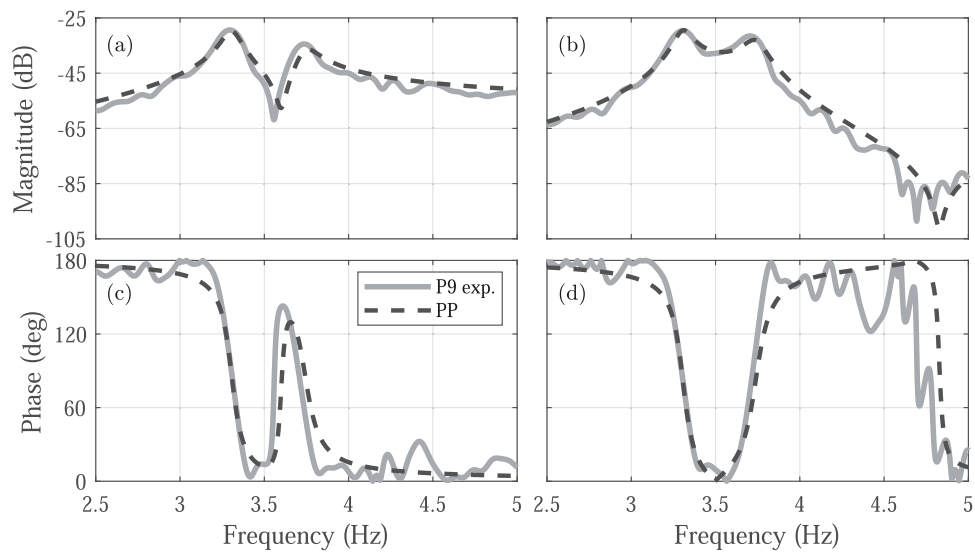 -25
-45
-65
-85
-105
Magnitude (dB)
(a)
(b)
180
120
60
0
Phase (deg)
(c)
P9 exp.
PP
(d)
2.5 3 3.5 4 4.5 5
2.5 3 3.5 4 4.5 5
Frequency (Hz)
Frequency (Hz)